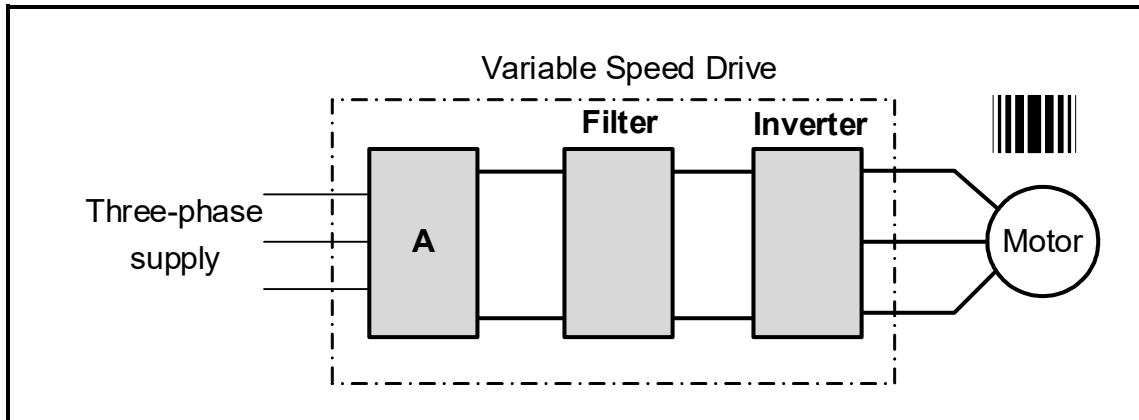 Variable Speed Drive
Filter
Inverter
Three-phase
supply
A
Motor